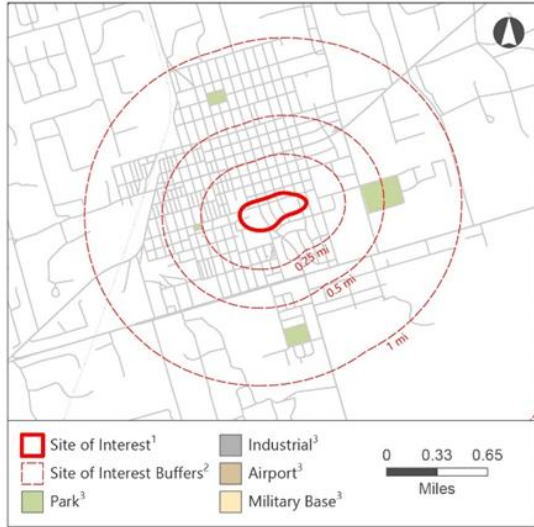 0.25 mi
0.5 mi
1 mi
Site of Interest¹
Site of Interest Buffers²
Park³
Industrial³
Airport³
Military Base³
0 0.33 0.65
Miles